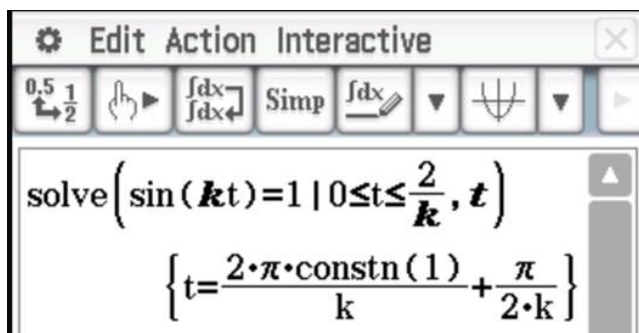 Edit Action Interactive
0.5 1/2 ∫dx ∫dx Simp ∫dx
solve(sin(kt)=1|0≤t≤2/k,t)
{t=2·π·constn(1)/k+π/2·k}